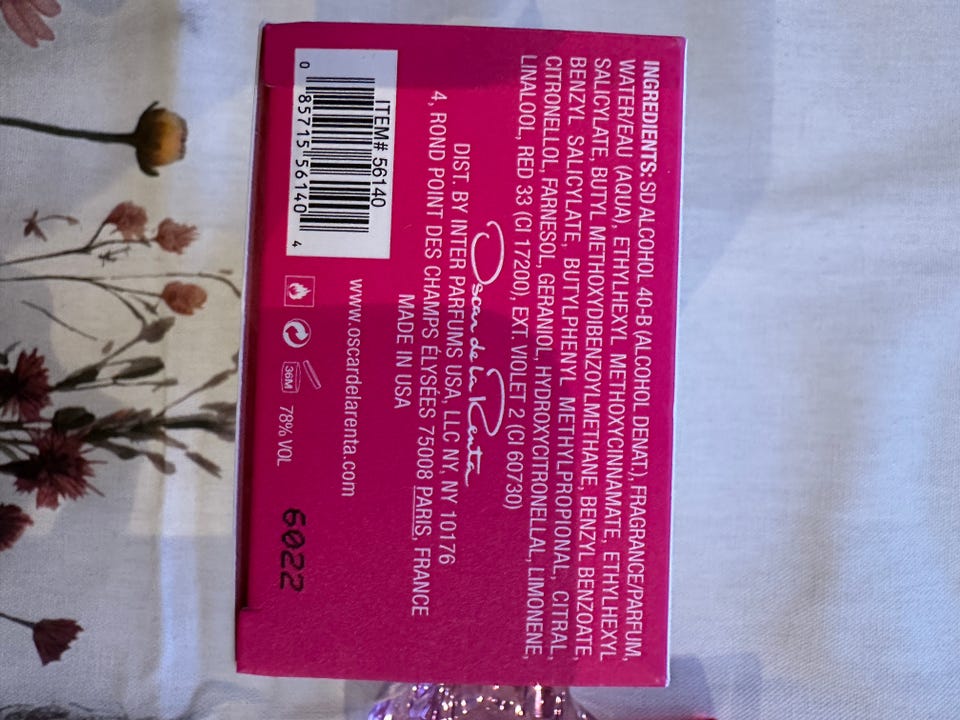 INGREDIENTS: SD ALCOHOL 40-B (ALCOHOL DENAT.), FRAGRANCE/PARFUM,
WATER/EAU (AQUA), ETHYLHEXYL METHOXYCINNAMATE, ETHYLHEXYL
SALICYLATE, BUTYL METHOXYDIBENZOYLMETHANE, BENZYL BENZOATE,
BENZYL SALICYLATE, BUTYLPHENYL METHYLPROPIONAL, CITRAL,
CITRONELLOL, FARNESOL, GERANIOL, HYDROXYCITRONELLAL, LIMONENE,
LINALOOL, RED 33 (CI 17200), EXT. VIOLET 2 (CI 60730)
Oscar de la Renta
DIST. BY INTER PARFUMS USA, LLC NY, NY 10176
4, ROND POINT DES CHAMPS ÉLYSÉES 75008 PARIS, FRANCE
MADE IN USA
ITEM# 56140
0 85715 56140 4
www.oscardelarenta.com
36M 78% VOL
6022